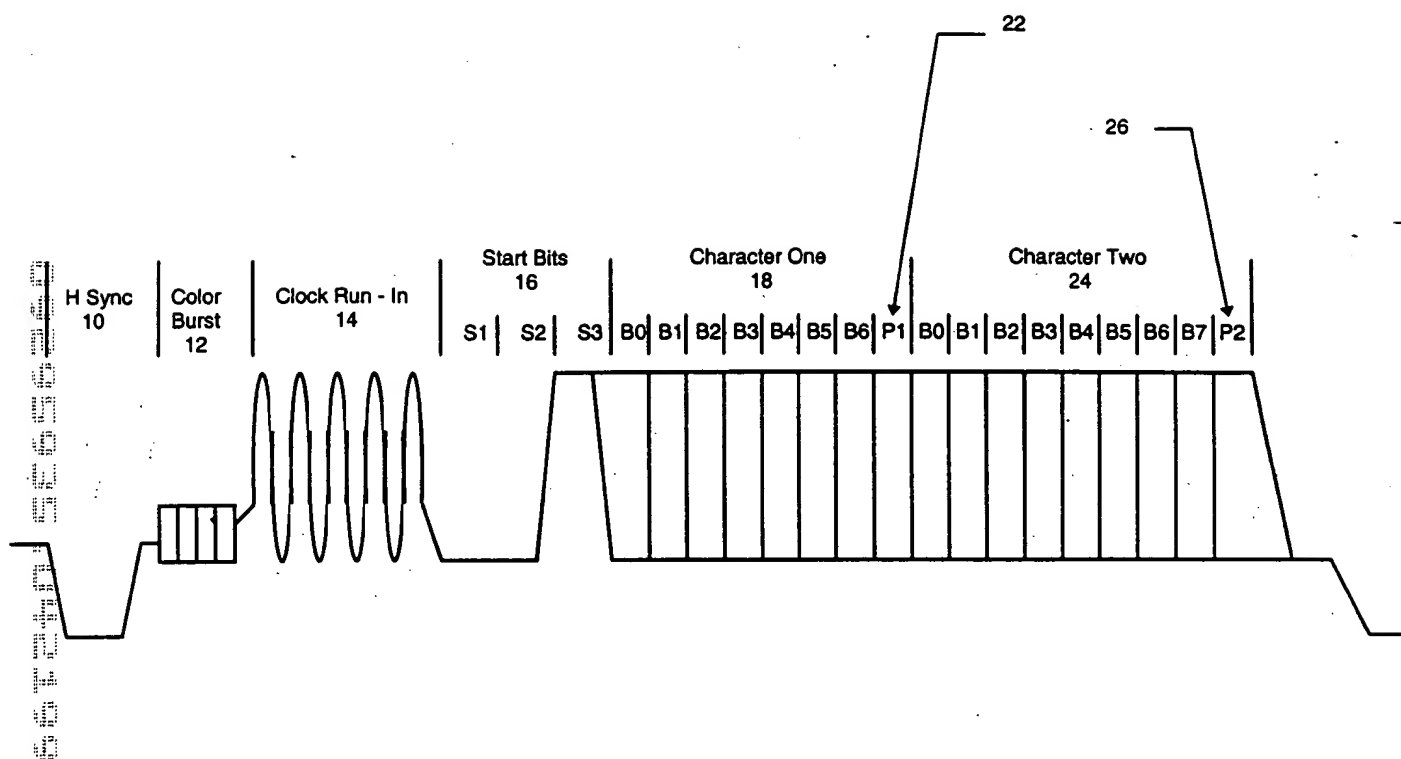 22
26
Start Bits
16
Character One
18
Character Two
24
H Sync
10
Color
Burst
12
Clock Run - In
14
S1 S2 S3 B0 B1 B2 B3 B4 B5 B6 P1 B0 B1 B2 B3 B4 B5 B6 B7 P2